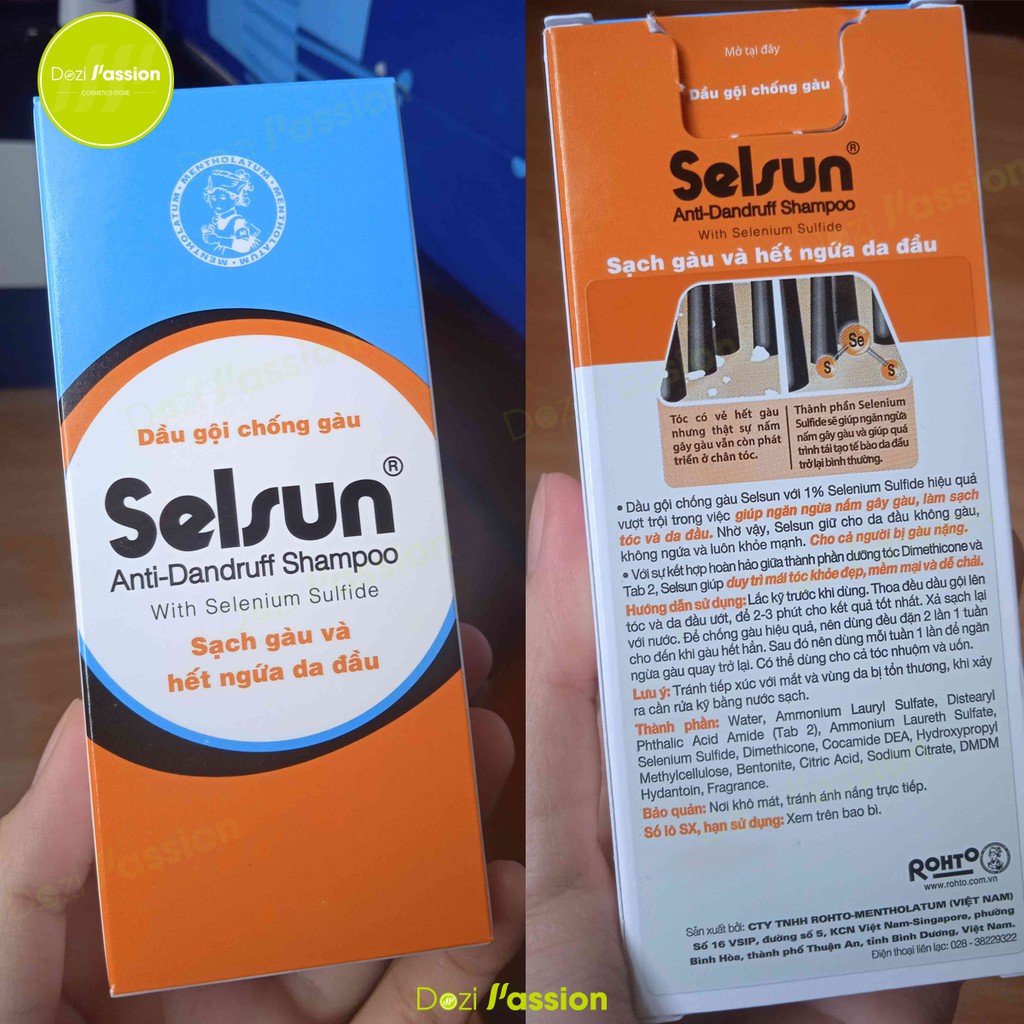 Dozi Passion
COSMETICS STORE
MENTHOLATUM · MENTHOLATUM · MENTHOLATUM
Dầu gội chống gàu
Selsun®
Anti-Dandruff Shampoo
With Selenium Sulfide
Sạch gàu và
hết ngứa da đầu
Mở tại đây
Dầu gội chống gàu
Selsun®
Anti-Dandruff Shampoo
With Selenium Sulfide
Sạch gàu và hết ngứa da đầu
Se
S
S
Tóc có vẻ hết gàu
nhưng thật sự nấm
gây gàu vẫn còn phát
triển ở chân tóc.
Thành phần Selenium
Sulfide sẽ giúp ngăn ngừa
nấm gây gàu và giúp quá
trình tái tạo tế bào da đầu
trở lại bình thường.
• Dầu gội chống gàu Selsun với 1% Selenium Sulfide hiệu quả
vượt trội trong việc giúp ngăn ngừa nấm gây gàu, làm sạch
tóc và da đầu. Nhờ vậy, Selsun giữ cho da đầu không gàu,
không ngứa và luôn khỏe mạnh. Cho cả người bị gàu nặng.
• Với sự kết hợp hoàn hảo giữa thành phần dưỡng tóc Dimethicone và
Tab 2, Selsun giúp duy trì mái tóc khỏe đẹp, mềm mại và dễ chải.
Hướng dẫn sử dụng: Lắc kỹ trước khi dùng. Thoa đều dầu gội lên
tóc và da đầu ướt, để 2-3 phút cho kết quả tốt nhất. Xả sạch lại
với nước. Để chống gàu hiệu quả, nên dùng đều đặn 2 lần 1 tuần
cho đến khi gàu hết hẳn. Sau đó nên dùng mỗi tuần 1 lần để ngăn
ngừa gàu quay trở lại. Có thể dùng cho cả tóc nhuộm và uốn.
Lưu ý: Tránh tiếp xúc với mắt và vùng da bị tổn thương, khi xảy
ra cần rửa kỹ bằng nước sạch.
Thành phần: Water, Ammonium Lauryl Sulfate, Distearyl
Phthalic Acid Amide (Tab 2), Ammonium Laureth Sulfate,
Selenium Sulfide, Dimethicone, Cocamide DEA, Hydroxypropyl
Methylcellulose, Bentonite, Citric Acid, Sodium Citrate, DMDM
Hydantoin, Fragrance.
Bảo quản: Nơi khô mát, tránh ánh nắng trực tiếp.
Số lô SX, hạn sử dụng: Xem trên bao bì.
ROHTO
www.rohto.com.vn
Sản xuất bởi: CTY TNHH ROHTO-MENTHOLATUM (VIỆT NAM)
Số 16 VSIP, đường số 5, KCN Việt Nam-Singapore, phường
Bình Hòa, thành phố Thuận An, tỉnh Bình Dương, Việt Nam.
Điện thoại liên lạc: 028 - 38229322
Dozi Passion